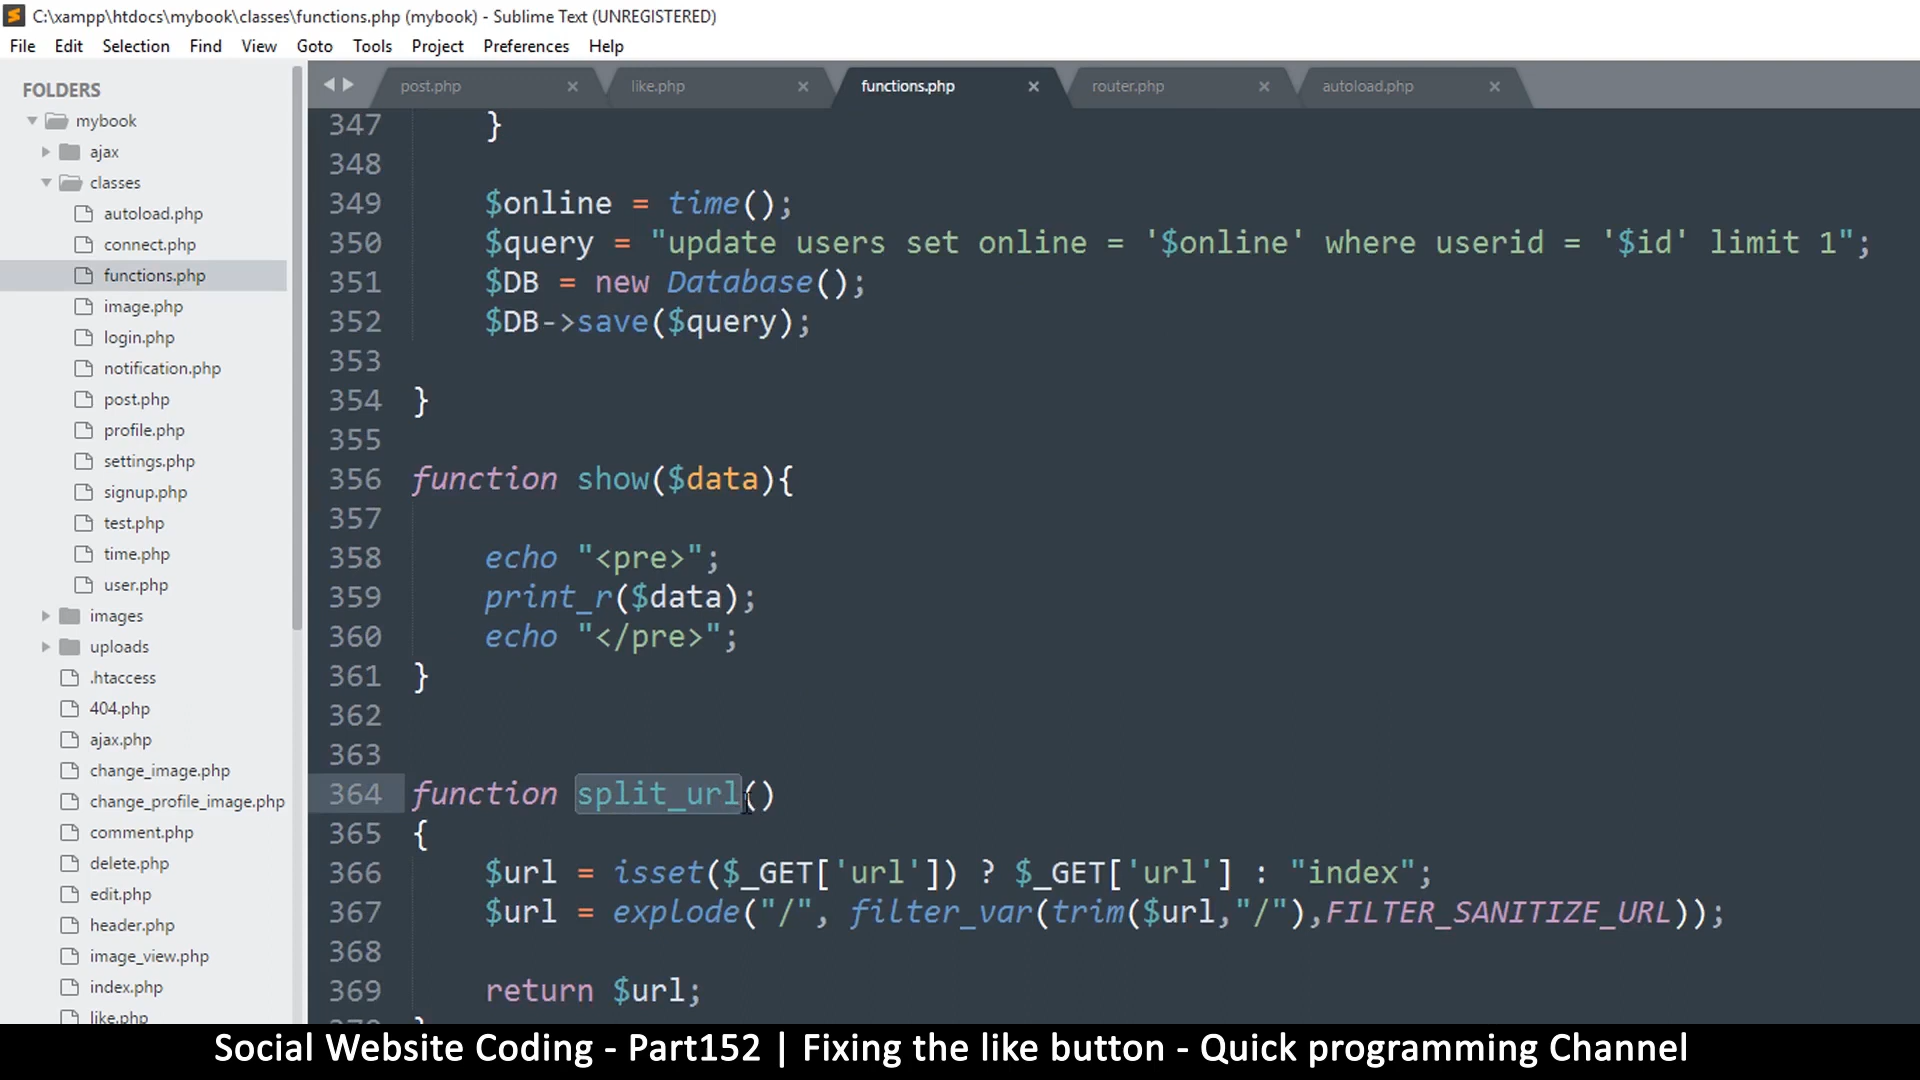 C:\xampp\htdocs\mybook\classes\functions.php (mybook) - Sublime Text (UNREGISTERED)
File Edit Selection Find View Goto Tools Project Preferences Help
FOLDERS
mybook
ajax
classes
autoload.php
connect.php
functions.php
image.php
login.php
notification.php
post.php
profile.php
settings.php
signup.php
test.php
time.php
user.php
images
uploads
.htaccess
404.php
ajax.php
change_image.php
change_profile_image.php
comment.php
delete.php
edit.php
header.php
image_view.php
index.php
like.php
post.php like.php functions.php router.php autoload.php
347 }
348
349 $online = time();
350 $query = "update users set online = '$online' where userid = '$id' limit 1";
351 $DB = new Database();
352 $DB->save($query);
353
354 }
355
356 function show($data){
357
358 echo "<pre>";
359 print_r($data);
360 echo "</pre>";
361 }
362
363
364 function split_url()
365 {
366 $url = isset($_GET['url']) ? $_GET['url'] : "index";
367 $url = explode("/", filter_var(trim($url,"/"),FILTER_SANITIZE_URL));
368
369 return $url;
Social Website Coding - Part152 | Fixing the like button - Quick programming Channel